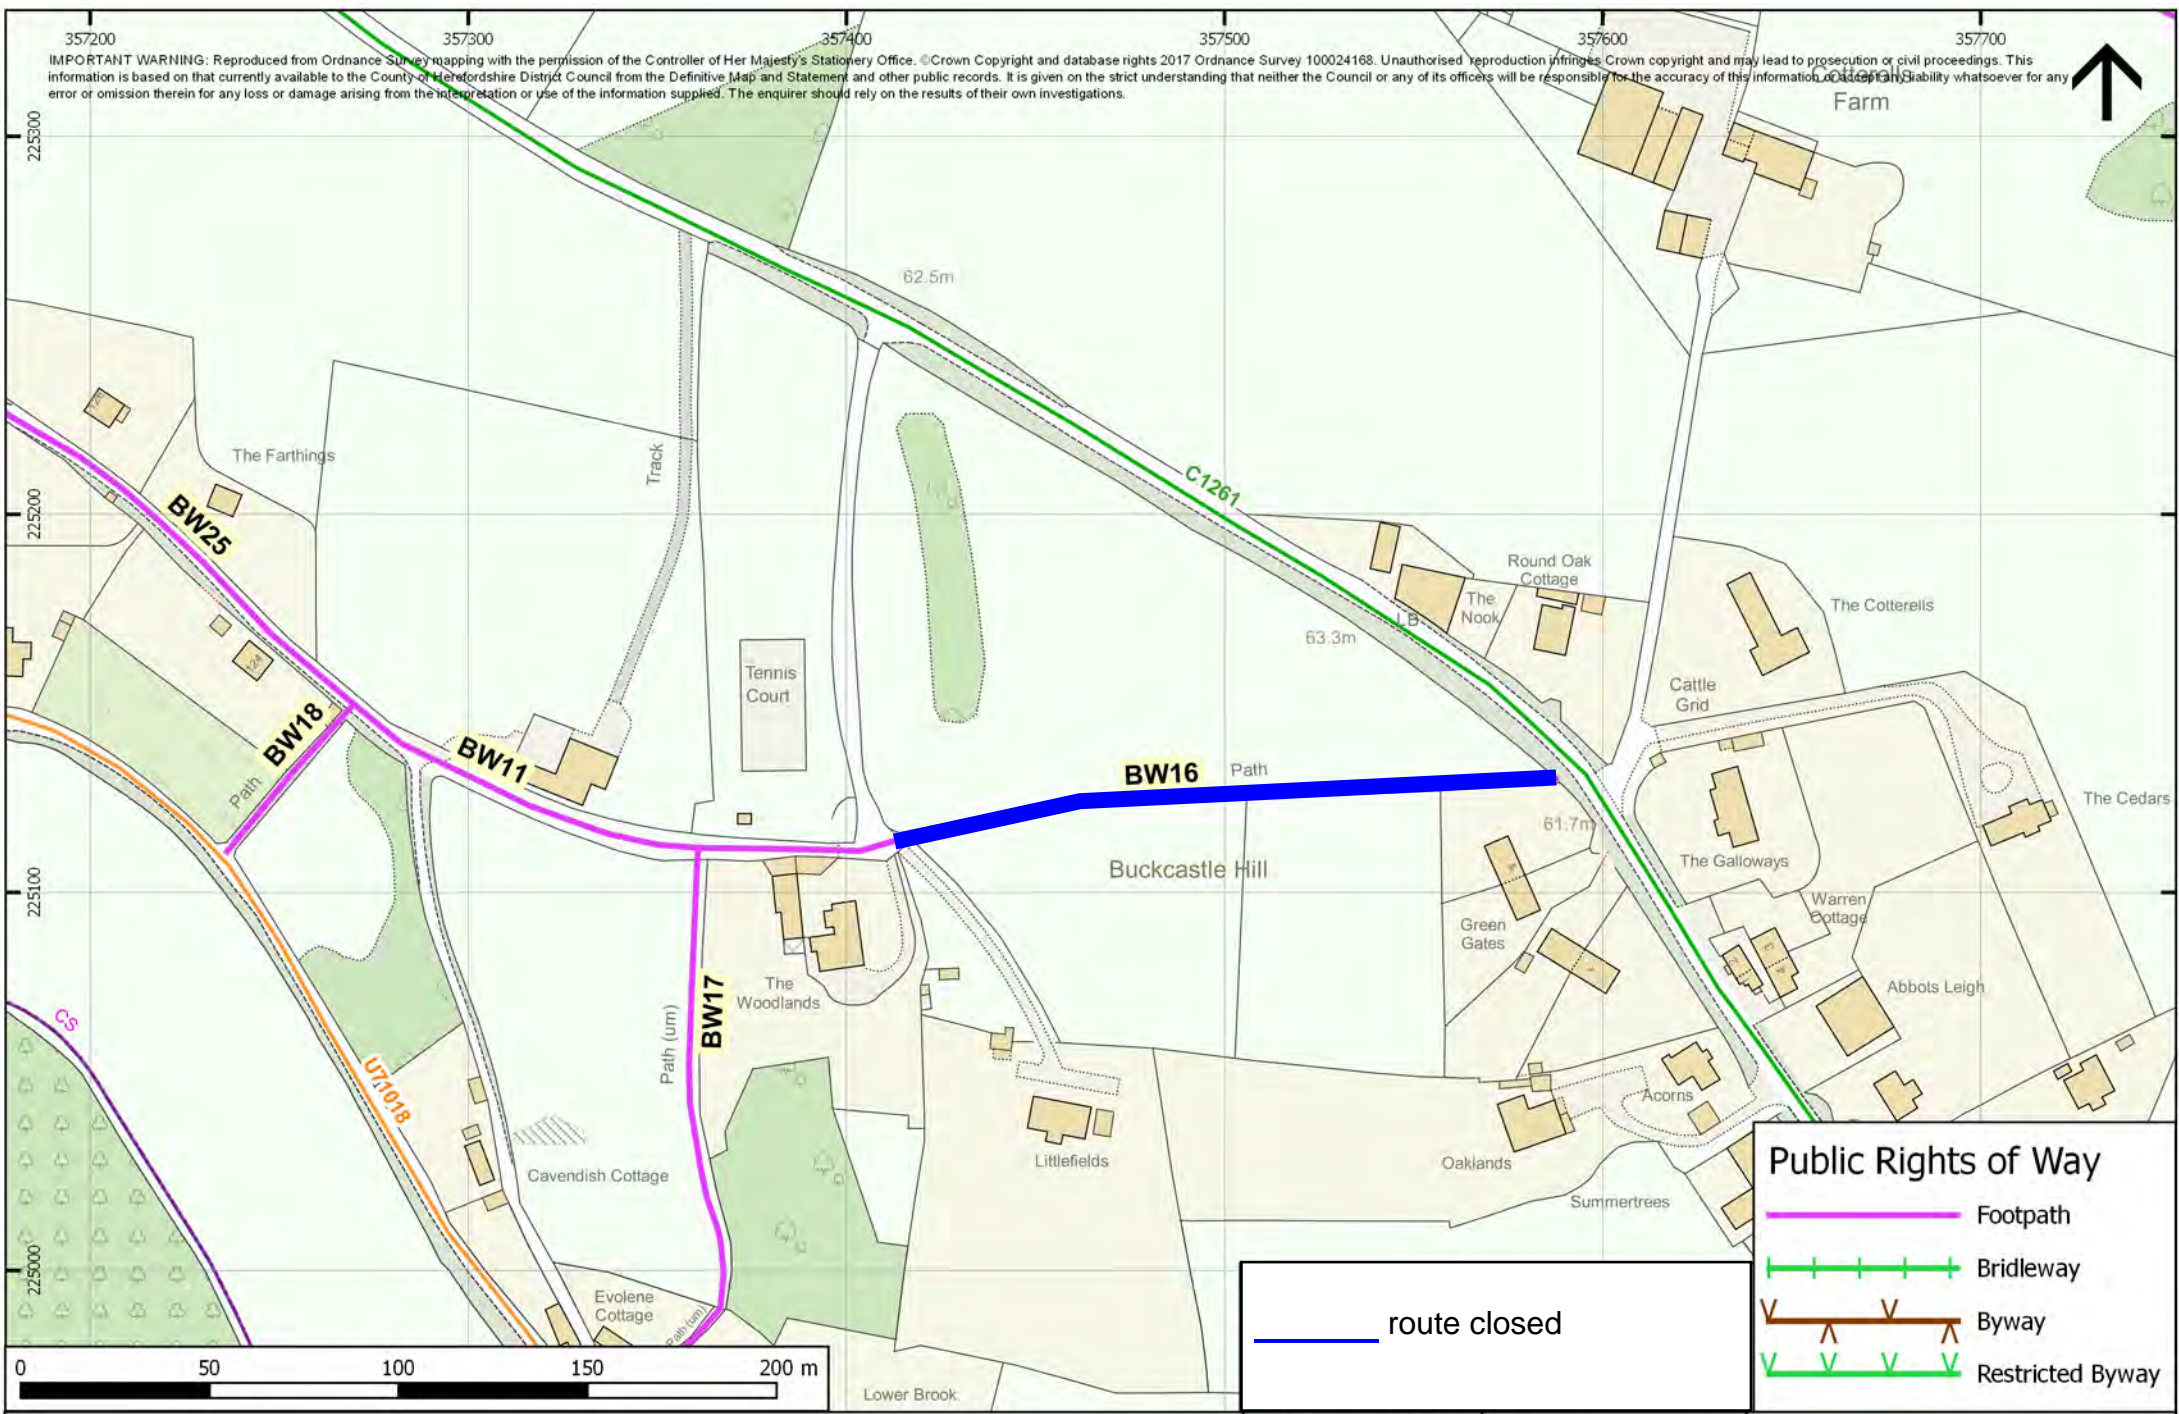 357200
357300
357400
357500
357600
357700
IMPORTANT WARNING: Reproduced from Ordnance Survey mapping with the permission of the Controller of Her Majesty's Stationery Office. ©Crown Copyright and database rights 2017 Ordnance Survey 100024168. Unauthorised reproduction infringes Crown copyright and may lead to prosecution or civil proceedings. This
information is based on that currently available to the County of Herefordshire District Council from the Definitive Map and Statement and other public records. It is given on the strict understanding that neither the Council or any of its officers will be responsible for the accuracy of this information or accept any liability whatsoever for any
error or omission therein for any loss or damage arising from the interpretation or use of the information supplied. The enquirer should rely on the results of their own investigations.
Cotterells
Farm
225300
62.5m
The Farthings
Track
C1261
225200
BW25
Round Oak
Cottage
The
Nook
LB
The Cotterells
63.3m
124
Tennis
Court
Cattle
Grid
BW18
Path
BW11
BW16
Path
The Cedars
61.7m
The Galloways
Buckcastle Hill
225100
Warren
Cottage
Green
Gates
The
Woodlands
BW17
Path (um)
Abbots Leigh
CS
U71018
Acorns
Littlefields
Oaklands
Cavendish Cottage
Summertrees
225000
Evolene
Cottage
Path (um)
Lower Brook
0
50
100
150
200 m
route closed
Public Rights of Way
Footpath
Bridleway
Byway
Restricted Byway